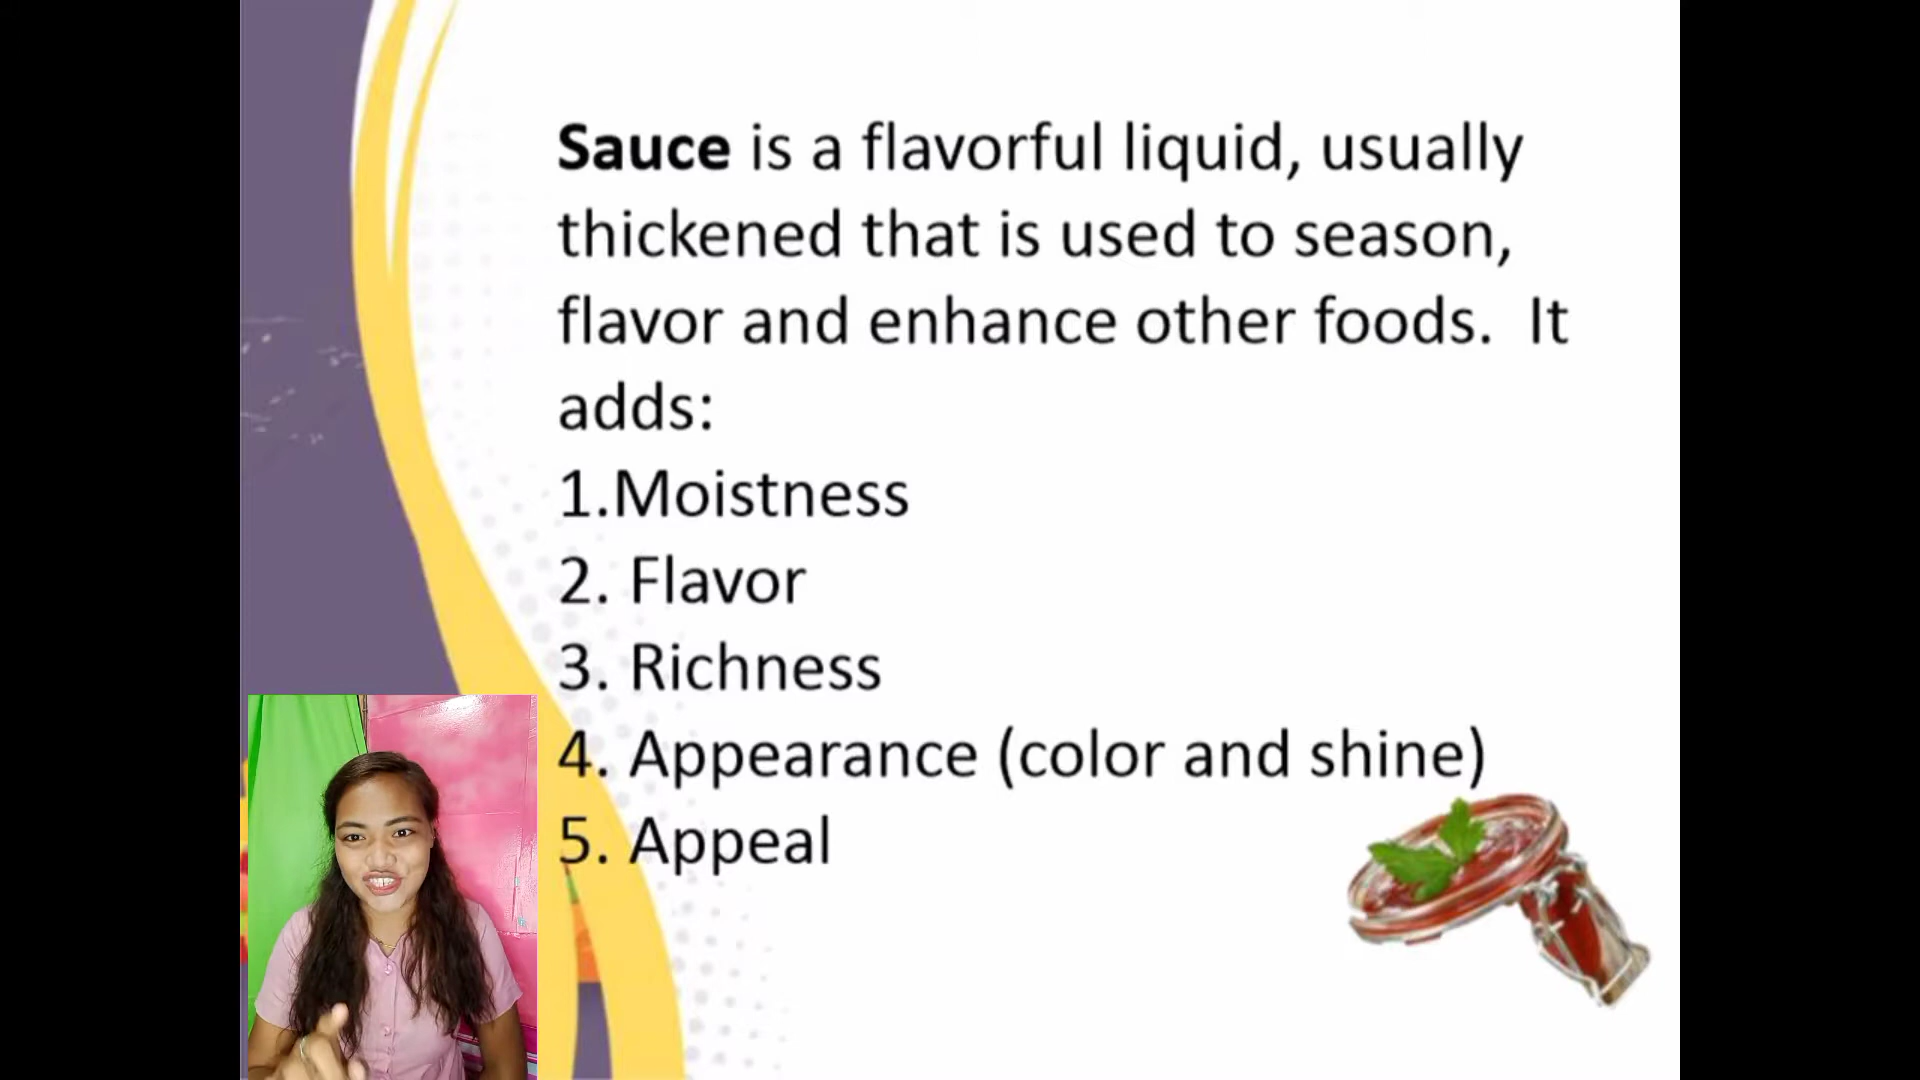 Sauce is a flavorful liquid, usually
thickened that is used to season,
flavor and enhance other foods.  It
adds:
1.Moistness
2. Flavor
3. Richness
4. Appearance (color and shine)
5. Appeal